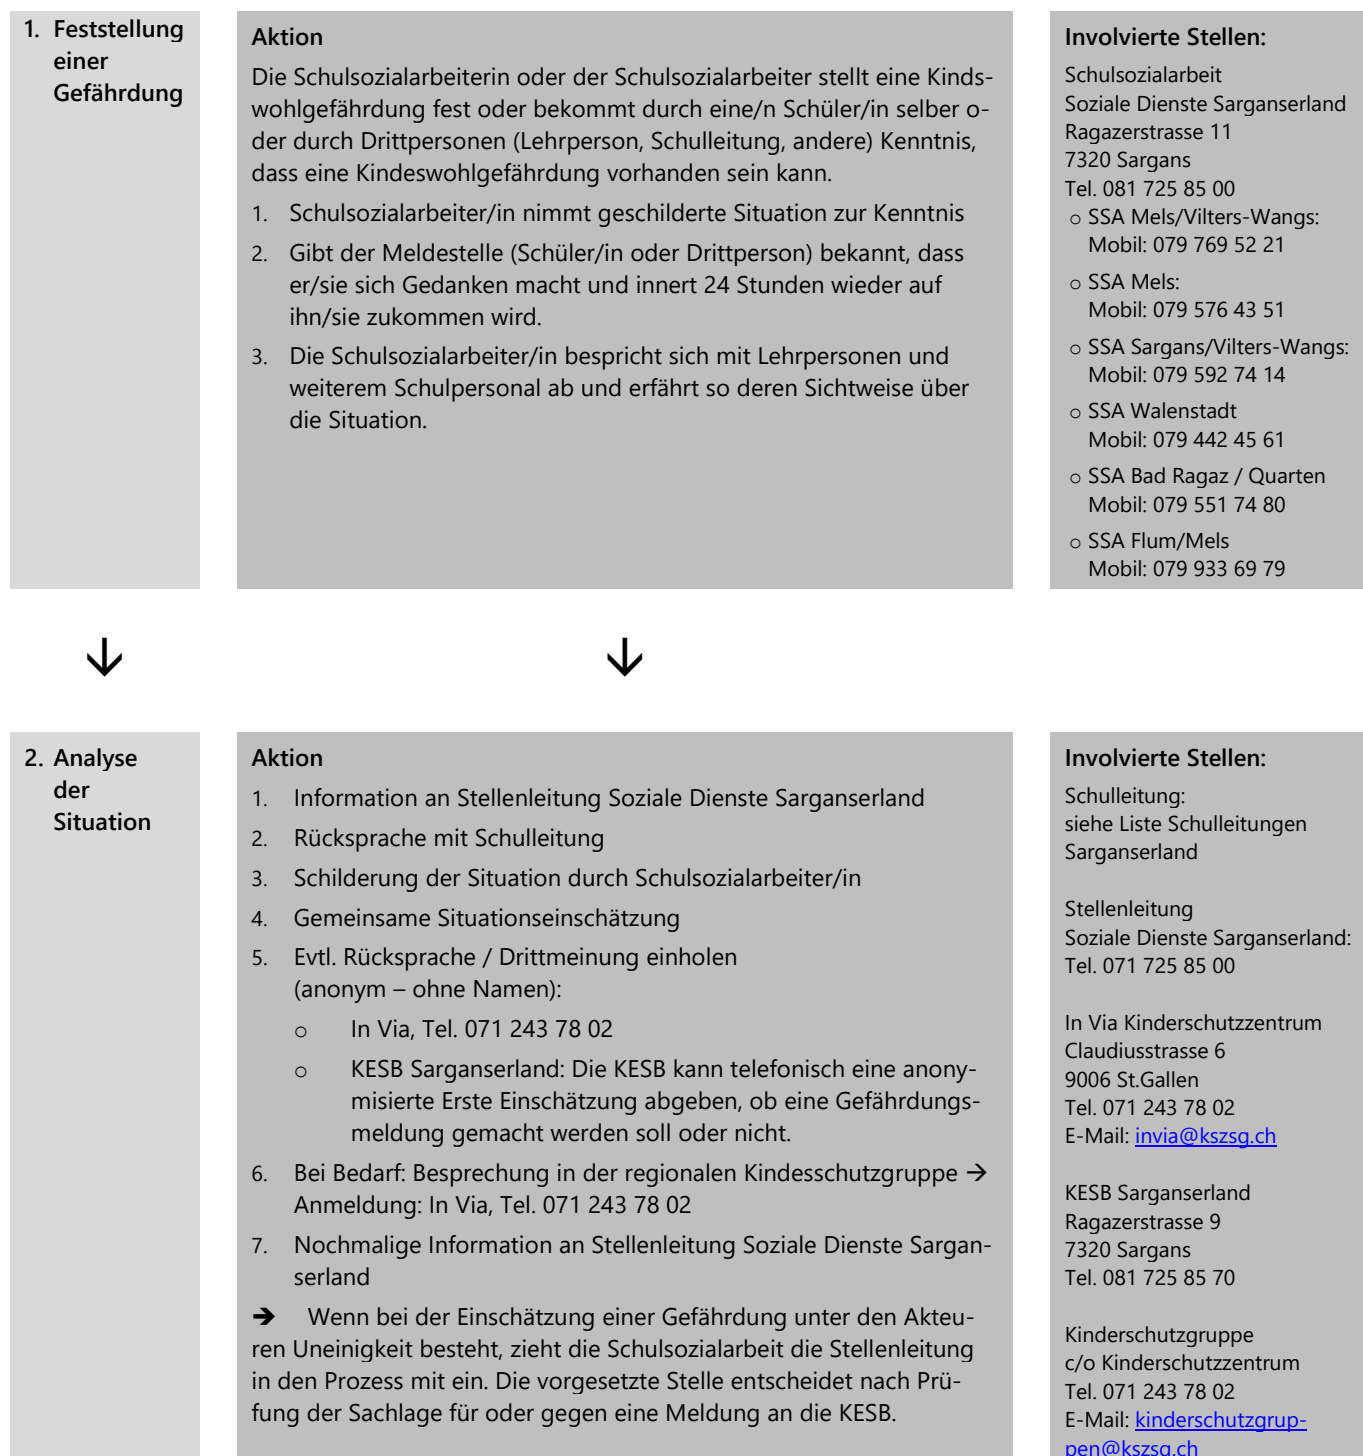 1. Feststellung
einer
Gefährdung
Aktion
Die Schulsozialarbeiterin oder der Schulsozialarbeiter stellt eine Kinds-
wohlgefährdung fest oder bekommt durch eine/n Schüler/in selber o-
der durch Drittpersonen (Lehrperson, Schulleitung, andere) Kenntnis,
dass eine Kindeswohlgefährdung vorhanden sein kann.
1. Schulsozialarbeiter/in nimmt geschilderte Situation zur Kenntnis
2. Gibt der Meldestelle (Schüler/in oder Drittperson) bekannt, dass
er/sie sich Gedanken macht und innert 24 Stunden wieder auf
ihn/sie zukommen wird.
3. Die Schulsozialarbeiter/in bespricht sich mit Lehrpersonen und
weiterem Schulpersonal ab und erfährt so deren Sichtweise über
die Situation.
Involvierte Stellen:
Schulsozialarbeit
Soziale Dienste Sarganserland
Ragazerstrasse 11
7320 Sargans
Tel. 081 725 85 00
o SSA Mels/Vilters-Wangs:
Mobil: 079 769 52 21
o SSA Mels:
Mobil: 079 576 43 51
o SSA Sargans/Vilters-Wangs:
Mobil: 079 592 74 14
o SSA Walenstadt
Mobil: 079 442 45 61
o SSA Bad Ragaz / Quarten
Mobil: 079 551 74 80
o SSA Flum/Mels
Mobil: 079 933 69 79
↓ ↓
2. Analyse
der
Situation
Aktion
1. Information an Stellenleitung Soziale Dienste Sarganserland
2. Rücksprache mit Schulleitung
3. Schilderung der Situation durch Schulsozialarbeiter/in
4. Gemeinsame Situationseinschätzung
5. Evtl. Rücksprache / Drittmeinung einholen
(anonym – ohne Namen):
o In Via, Tel. 071 243 78 02
o KESB Sarganserland: Die KESB kann telefonisch eine anony-
misierte Erste Einschätzung abgeben, ob eine Gefährdungs-
meldung gemacht werden soll oder nicht.
6. Bei Bedarf: Besprechung in der regionalen Kindesschutzgruppe →
Anmeldung: In Via, Tel. 071 243 78 02
7. Nochmalige Information an Stellenleitung Soziale Dienste Sargan-
serland
➔ Wenn bei der Einschätzung einer Gefährdung unter den Akteu-
ren Uneinigkeit besteht, zieht die Schulsozialarbeit die Stellenleitung
in den Prozess mit ein. Die vorgesetzte Stelle entscheidet nach Prü-
fung der Sachlage für oder gegen eine Meldung an die KESB.
Involvierte Stellen:
Schulleitung:
siehe Liste Schulleitungen
Sarganserland
Stellenleitung
Soziale Dienste Sarganserland:
Tel. 071 725 85 00
In Via Kinderschutzzentrum
Claudiusstrasse 6
9006 St.Gallen
Tel. 071 243 78 02
E-Mail: invia@kszsg.ch
KESB Sarganserland
Ragazerstrasse 9
7320 Sargans
Tel. 081 725 85 70
Kinderschutzgruppe
c/o Kinderschutzzentrum
Tel. 071 243 78 02
E-Mail: kinderschutzgrup-
pen@kszsg.ch